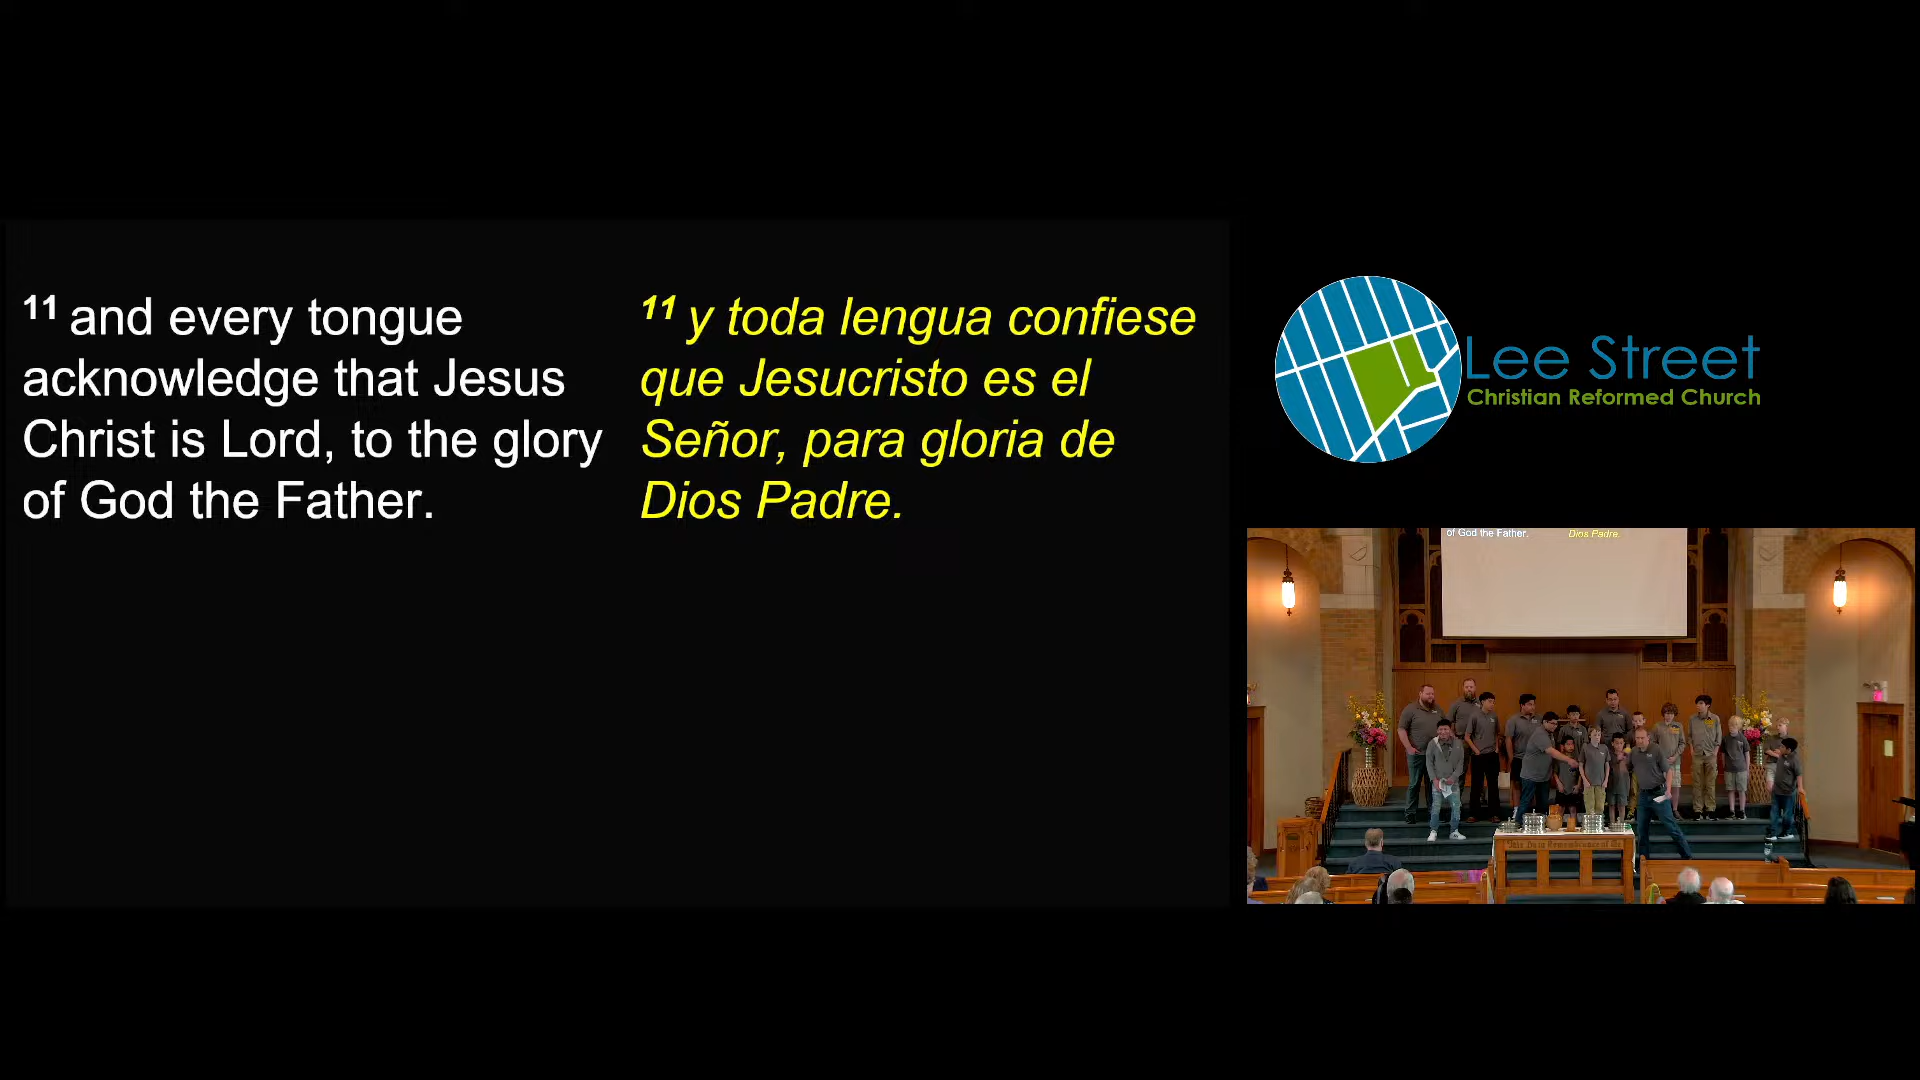 11 and every tongue
acknowledge that Jesus
Christ is Lord, to the glory
of God the Father.
11 y toda lengua confiese
que Jesucristo es el
Señor, para gloria de
Dios Padre.
Lee Street
Christian Reformed Church
of God the Father.
Dios Padre.